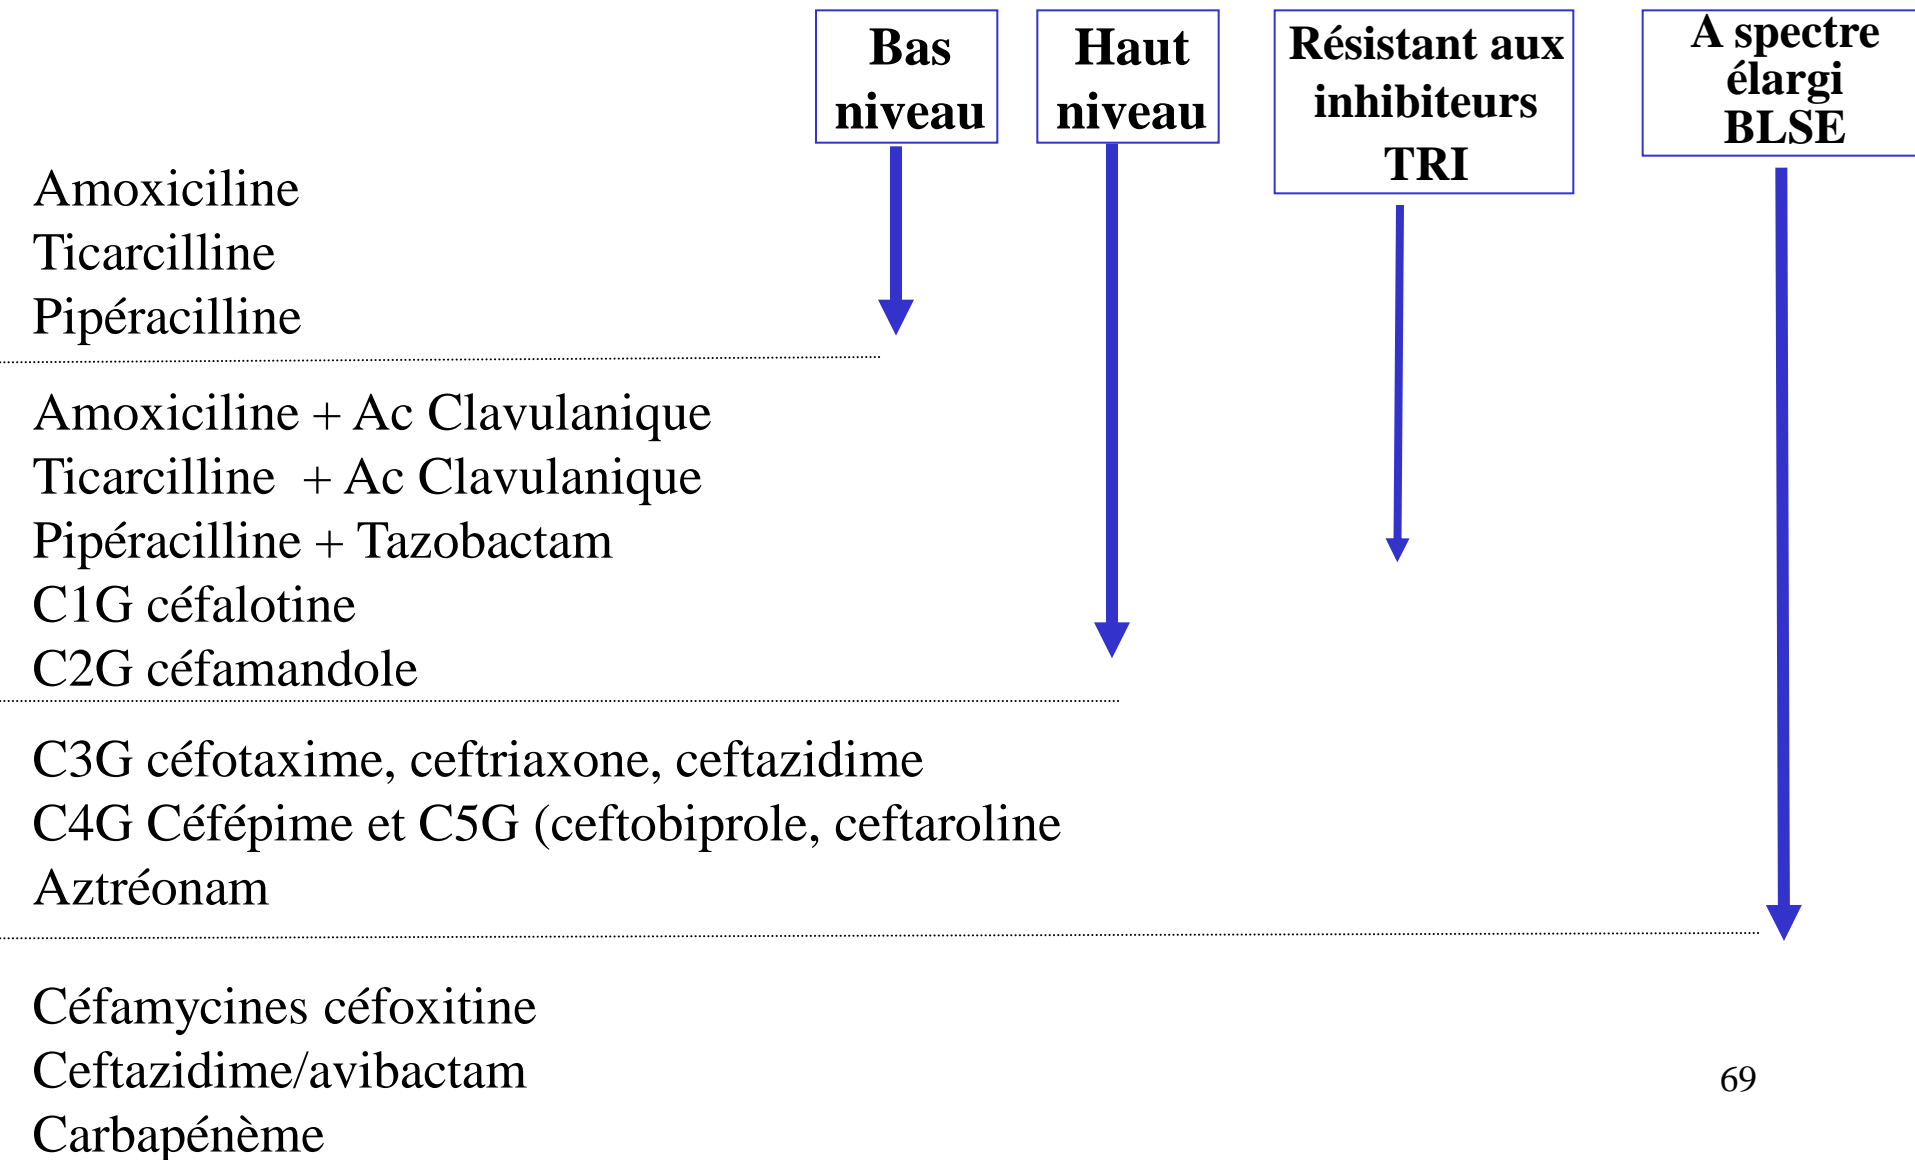 Bas
niveau
Haut
niveau
Résistant aux
inhibiteurs
TRI
A spectre
élargi
BLSE
Amoxiciline
Ticarcilline
Pipéracilline
Amoxiciline + Ac Clavulanique
Ticarcilline + Ac Clavulanique
Pipéracilline + Tazobactam
C1G céfalotine
C2G céfamandole
C3G céfotaxime, ceftriaxone, ceftazidime
C4G Céfépime et C5G (ceftobiprole, ceftaroline
Aztréonam
Céfamycines céfoxitine
Ceftazidime/avibactam
Carbapénème
69